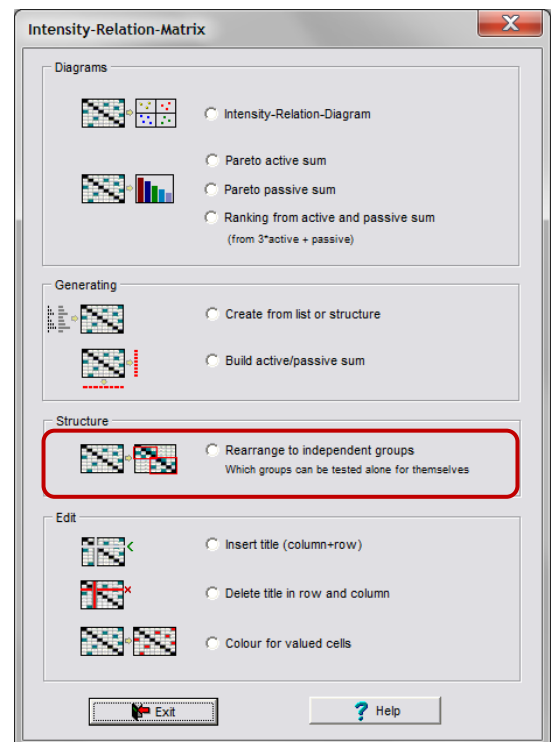 Intensity-Relation-Matrix
X
Diagrams
Intensity-Relation-Diagram
Pareto active sum
Pareto passive sum
Ranking from active and passive sum
(from 3*active + passive)
Generating
Create from list or structure
Build active/passive sum
Structure
Rearrange to independent groups
Which groups can be tested alone for themselves
Edit
Insert title (column+row)
Delete title in row and column
Colour for valued cells
Exit
? Help